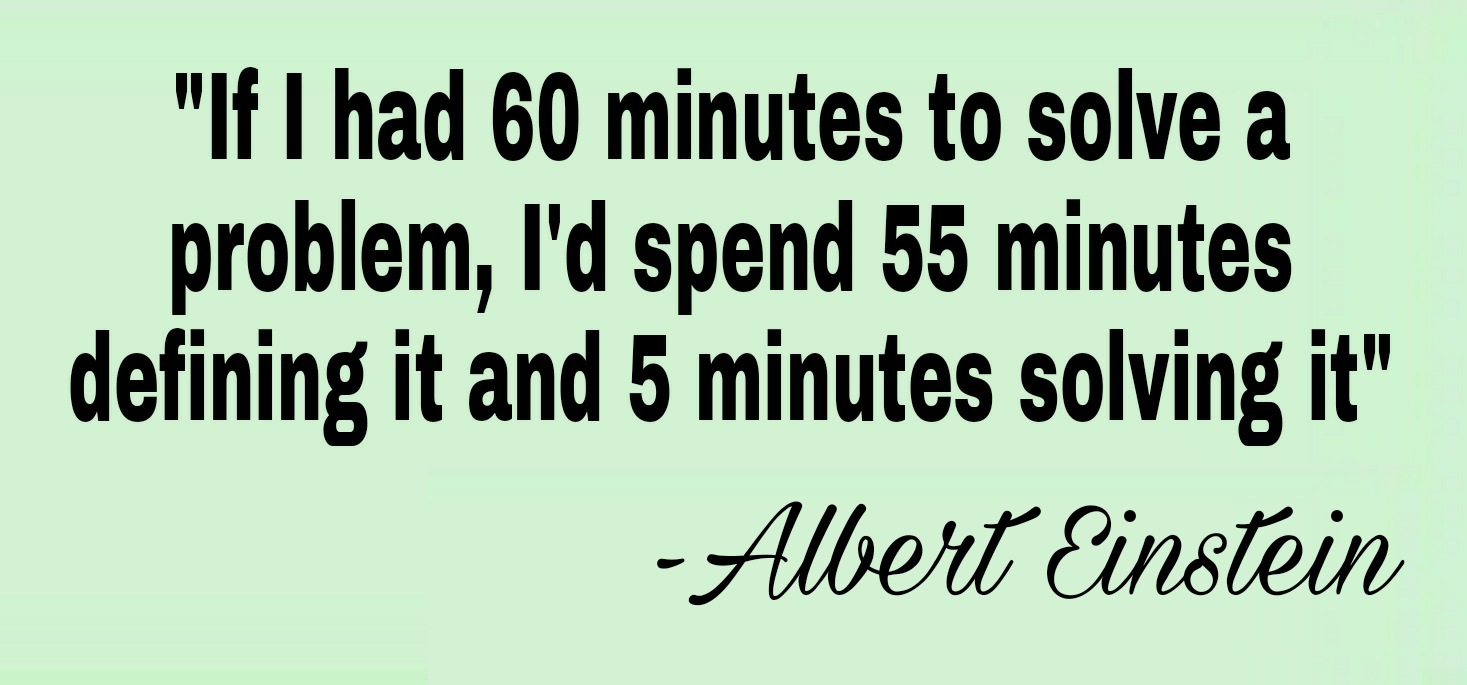 "If I had 60 minutes to solve a
problem, I'd spend 55 minutes
defining it and 5 minutes solving it"
-Albert Einstein